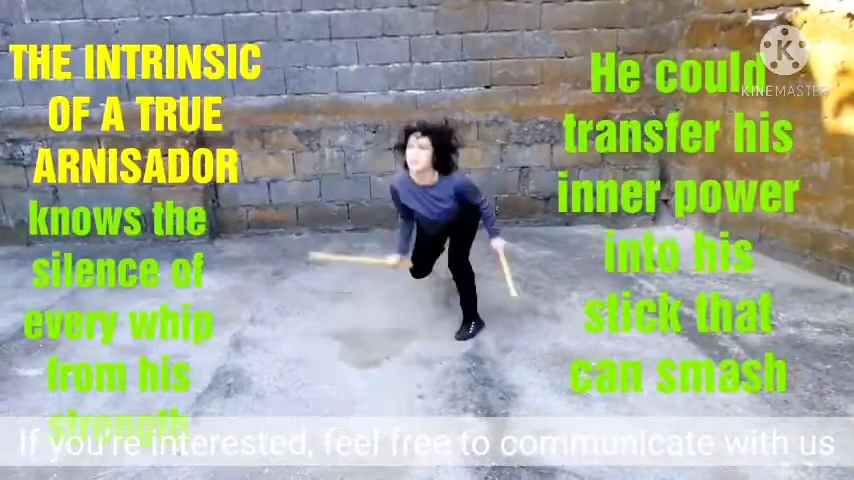 THE INTRINSIC
OF A TRUE
ARNISADOR
knows the
silence of
every whip
from his
strength
He could
transfer his
inner power
into his
stick that
can smash
K
KINEMASTER
If you're interested, feel free to communicate with us